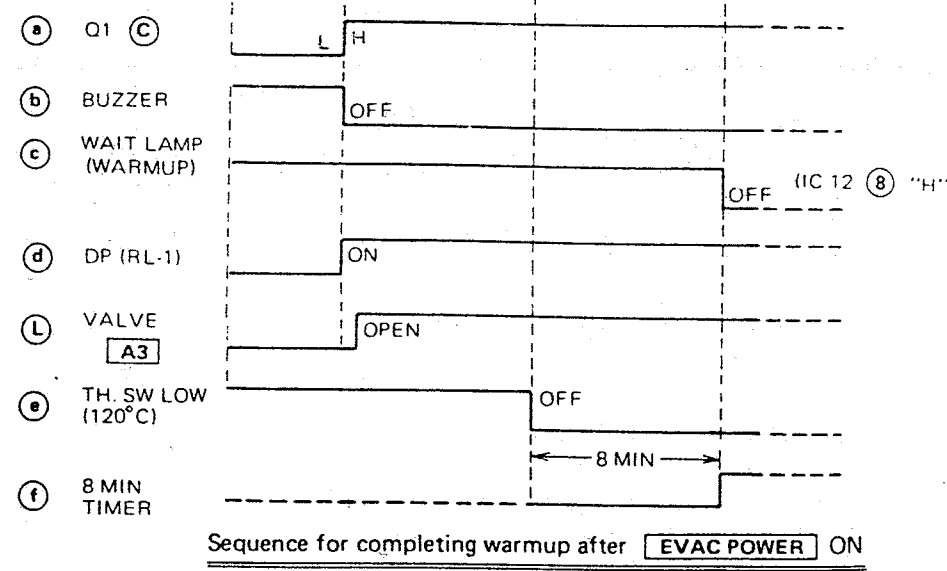 ⓐ Q1 Ⓒ L H
ⓑ BUZZER OFF
ⓒ WAIT LAMP
(WARMUP) OFF (IC 12 ⑧ "H"
ⓓ DP (RL-1) ON
Ⓛ VALVE
A3 OPEN
ⓔ TH. SW LOW
(120°C) OFF
8 MIN
ⓕ 8 MIN
TIMER
Sequence for completing warmup after EVAC POWER ON